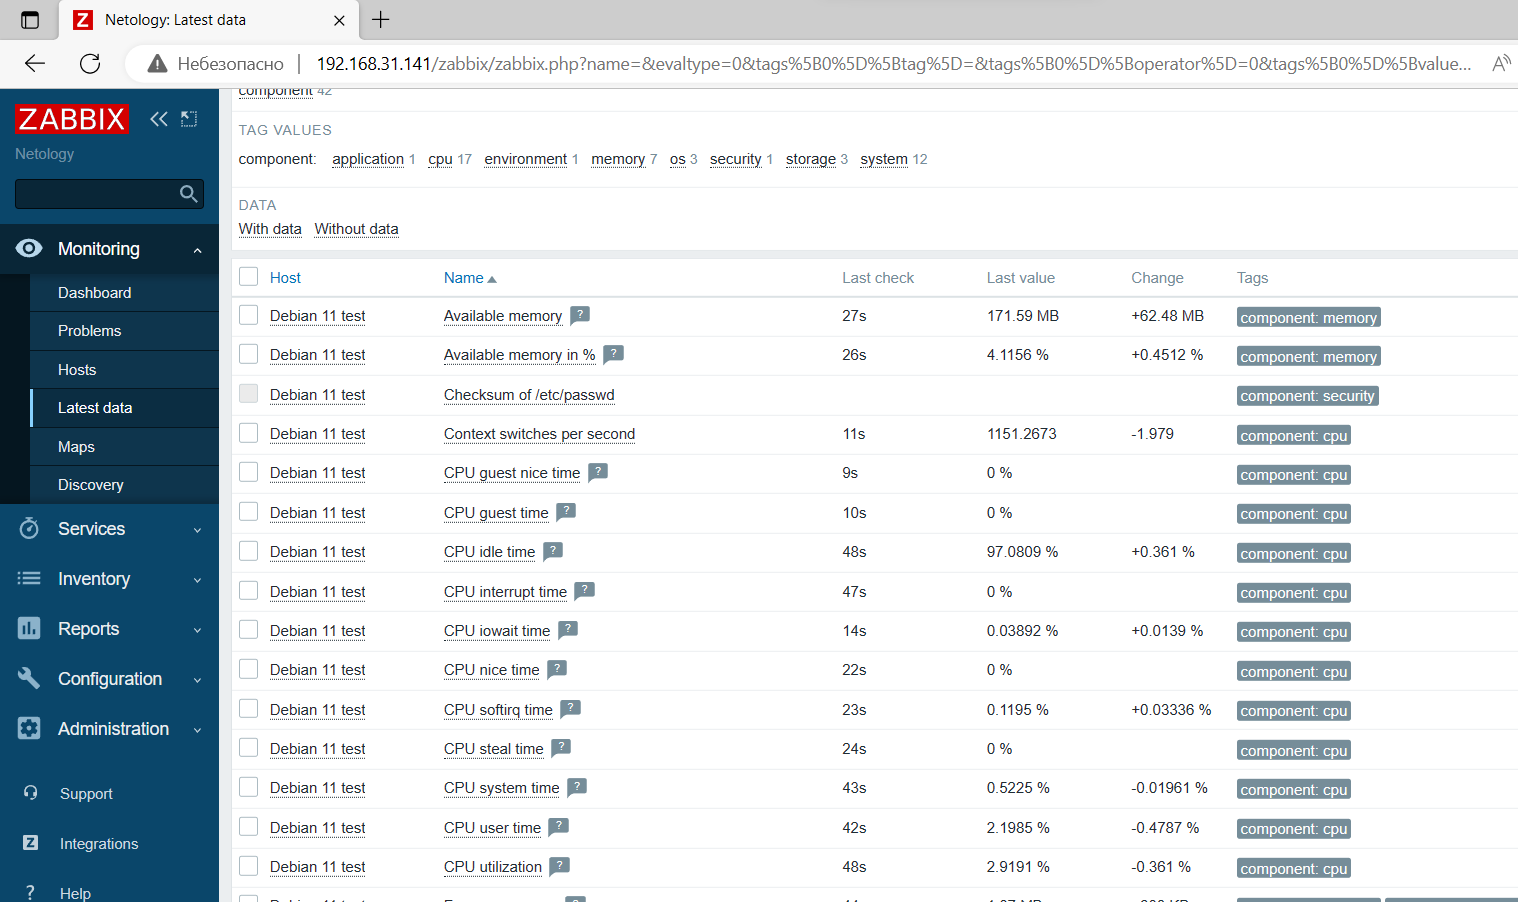 Netology: Latest data
Небезопасно 192.168.31.141/zabbix/zabbix.php?name=&evaltype=0&tags%5B0%5D%5Btag%5D=&tags%5B0%5D%5Boperator%5D=0&tags%5B0%5D%5Bvalue...
ZABBIX
Netology
Monitoring
Dashboard
Problems
Hosts
Latest data
Maps
Discovery
Services
Inventory
Reports
Configuration
Administration
Support
Integrations
Help
component 42
TAG VALUES
component: application 1 cpu 17 environment 1 memory 7 os 3 security 1 storage 3 system 12
DATA
With data Without data
Host Name Last check Last value Change Tags
Debian 11 test Available memory ? 27s 171.59 MB +62.48 MB component: memory
Debian 11 test Available memory in % ? 26s 4.1156 % +0.4512 % component: memory
Debian 11 test Checksum of /etc/passwd component: security
Debian 11 test Context switches per second 11s 1151.2673 -1.979 component: cpu
Debian 11 test CPU guest nice time ? 9s 0 % component: cpu
Debian 11 test CPU guest time ? 10s 0 % component: cpu
Debian 11 test CPU idle time ? 48s 97.0809 % +0.361 % component: cpu
Debian 11 test CPU interrupt time ? 47s 0 % component: cpu
Debian 11 test CPU iowait time ? 14s 0.03892 % +0.0139 % component: cpu
Debian 11 test CPU nice time ? 22s 0 % component: cpu
Debian 11 test CPU softirq time ? 23s 0.1195 % +0.03336 % component: cpu
Debian 11 test CPU steal time ? 24s 0 % component: cpu
Debian 11 test CPU system time ? 43s 0.5225 % -0.01961 % component: cpu
Debian 11 test CPU user time ? 42s 2.1985 % -0.4787 % component: cpu
Debian 11 test CPU utilization ? 48s 2.9191 % -0.361 % component: cpu